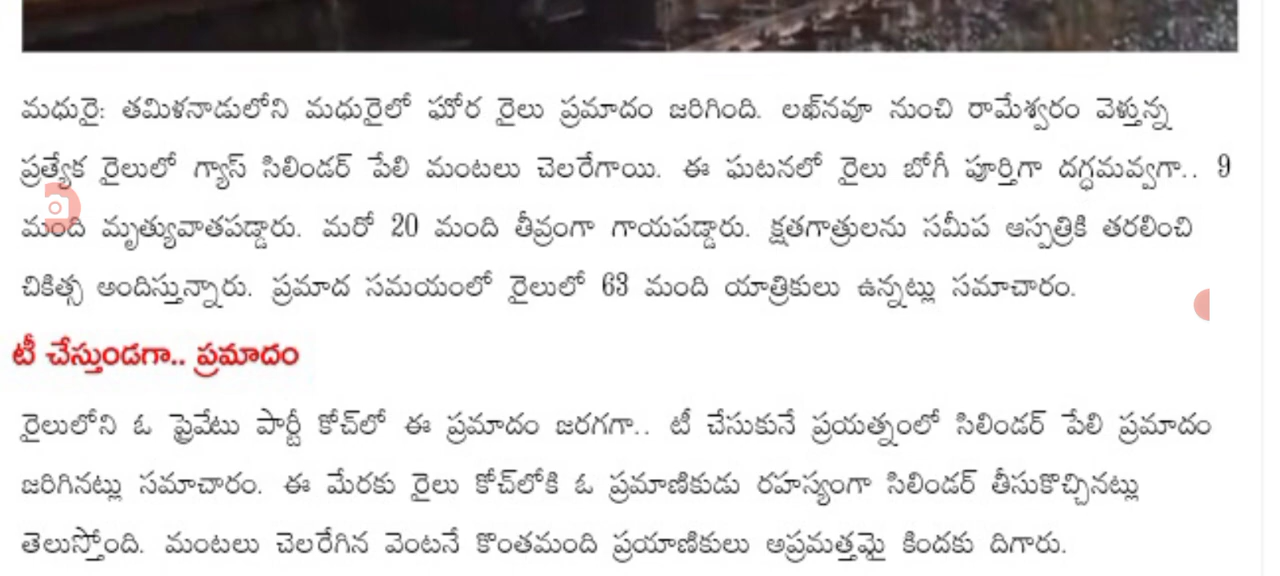 మధురై: తమిళనాడులోని మధురైలో ఘోర రైలు ప్రమాదం జరిగింది. లఖ్‌నవూ నుంచి రామేశ్వరం వెళ్తున్న
ప్రత్యేక రైలులో గ్యాస్ సిలిండర్ పేలి మంటలు చెలరేగాయి. ఈ ఘటనలో రైలు బోగీ పూర్తిగా దగ్ధమవ్వగా.. 9
మంది మృత్యువాతపడ్డారు. మరో 20 మంది తీవ్రంగా గాయపడ్డారు. క్షతగాత్రులను సమీప ఆస్పత్రికి తరలించి
చికిత్స అందిస్తున్నారు. ప్రమాద సమయంలో రైలులో 63 మంది యాత్రికులు ఉన్నట్లు సమాచారం.
టీ చేస్తుండగా.. ప్రమాదం
రైలులోని ఓ ప్రైవేటు పార్టీ కోచ్‌లో ఈ ప్రమాదం జరగగా.. టీ చేసుకునే ప్రయత్నంలో సిలిండర్ పేలి ప్రమాదం
జరిగినట్లు సమాచారం. ఈ మేరకు రైలు కోచ్‌లోకి ఓ ప్రమాణికుడు రహస్యంగా సిలిండర్ తీసుకొచ్చినట్లు
తెలుస్తోంది. మంటలు చెలరేగిన వెంటనే కొంతమంది ప్రయాణికులు అప్రమత్తమై కిందకు దిగారు.